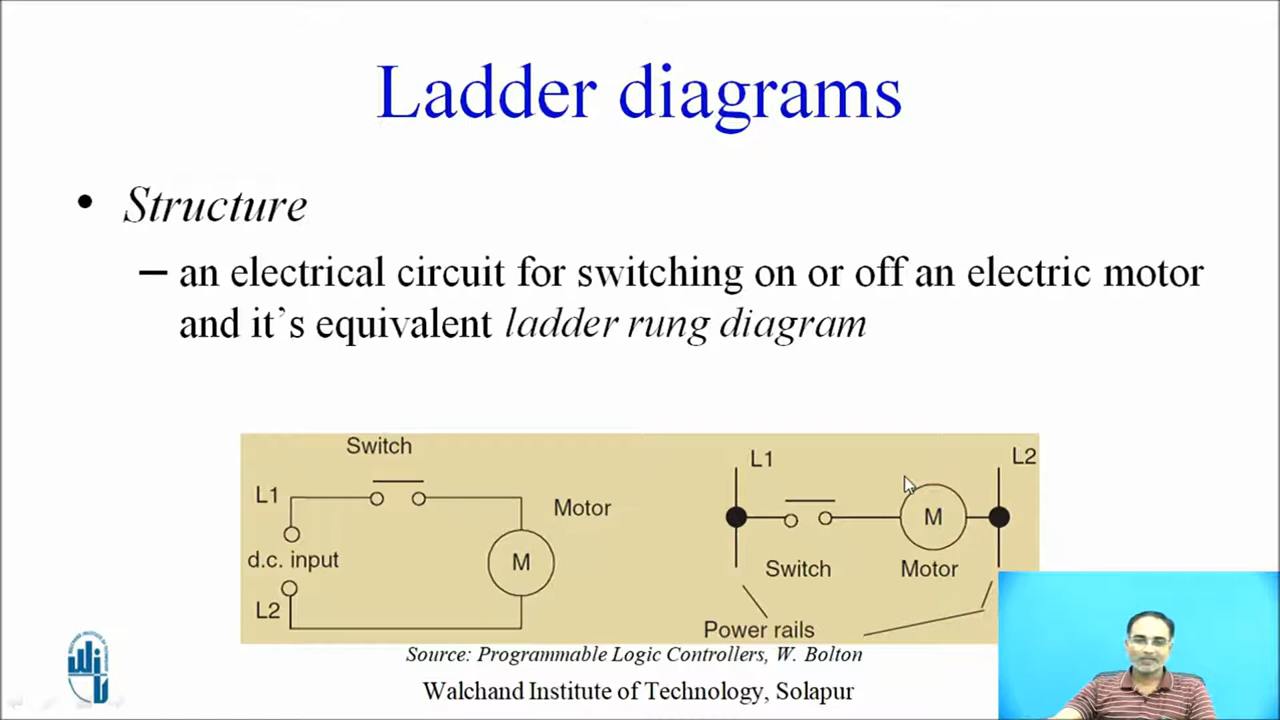 Ladder diagrams
• Structure
– an electrical circuit for switching on or off an electric motor
and it's equivalent ladder rung diagram
Switch
L1
Motor
d.c. input
M
L2
L1
L2
M
Switch
Motor
Power rails
Source: Programmable Logic Controllers, W. Bolton
Walchand Institute of Technology, Solapur